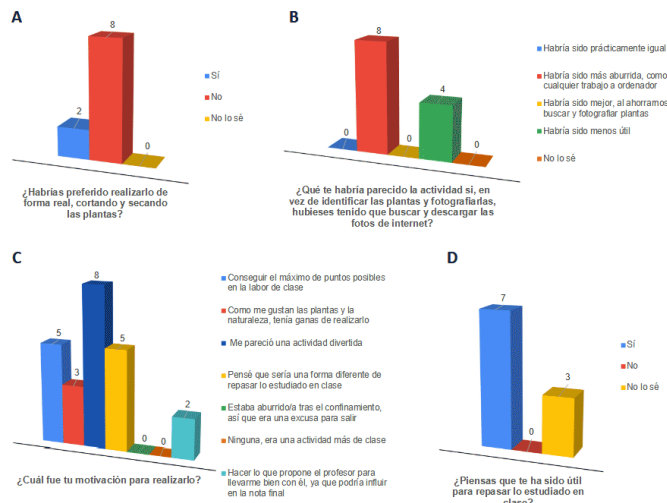 A
8
2
0
Sí
No
No lo sé
¿Habrías preferido realizarlo de
forma real, cortando y secando
las plantas?
B
8
4
0
0
0
Habría sido prácticamente igual
Habría sido más aburrida, como
cualquier trabajo a ordenador
Habría sido mejor, al ahorrarnos
buscar y fotografiar plantas
Habría sido menos útil
No lo sé
¿Qué te habría parecido la actividad si, en
vez de identificar las plantas y fotografiarlas,
hubieses tenido que buscar y descargar las
fotos de internet?
C
8
5
3
5
0
0
2
Conseguir el máximo de puntos posibles
en la labor de clase
Como me gustan las plantas y la
naturaleza, tenía ganas de realizarlo
Me pareció una actividad divertida
Pensé que sería una forma diferente de
repasar lo estudiado en clase
Estaba aburrido/a tras el confinamiento,
así que era una excusa para salir
Ninguna, era una actividad más de clase
Hacer lo que propone el profesor para
llevarme bien con él, ya que podría influir
en la nota final
¿Cuál fue tu motivación para realizarlo?
D
7
0
3
Sí
No
No lo sé
¿Piensas que te ha sido útil
para repasar lo estudiado en
clase?